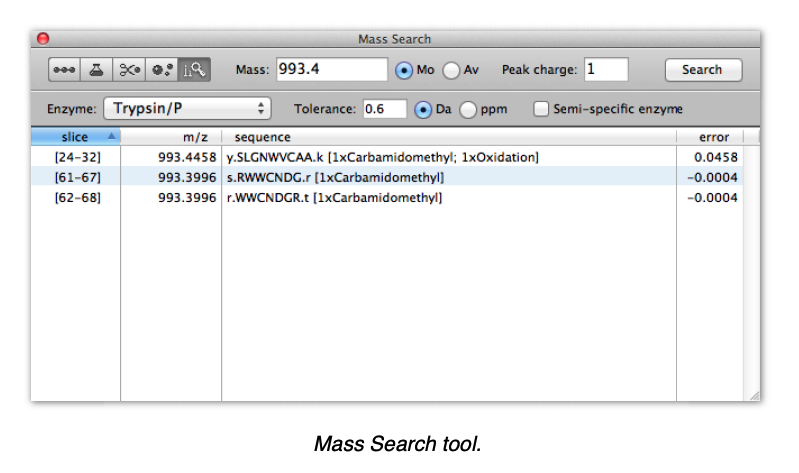 Mass Search
Mass: 993.4 Mo Av Peak charge: 1 Search
Enzyme: Trypsin/P Tolerance: 0.6 Da ppm Semi-specific enzyme
slice m/z sequence error
[24-32] 993.4458 y.SLGNWVCAA.k [1xCarbamidomethyl; 1xOxidation] 0.0458
[61-67] 993.3996 s.RWWCNDG.r [1xCarbamidomethyl] -0.0004
[62-68] 993.3996 r.WWCNDGR.t [1xCarbamidomethyl] -0.0004
Mass Search tool.